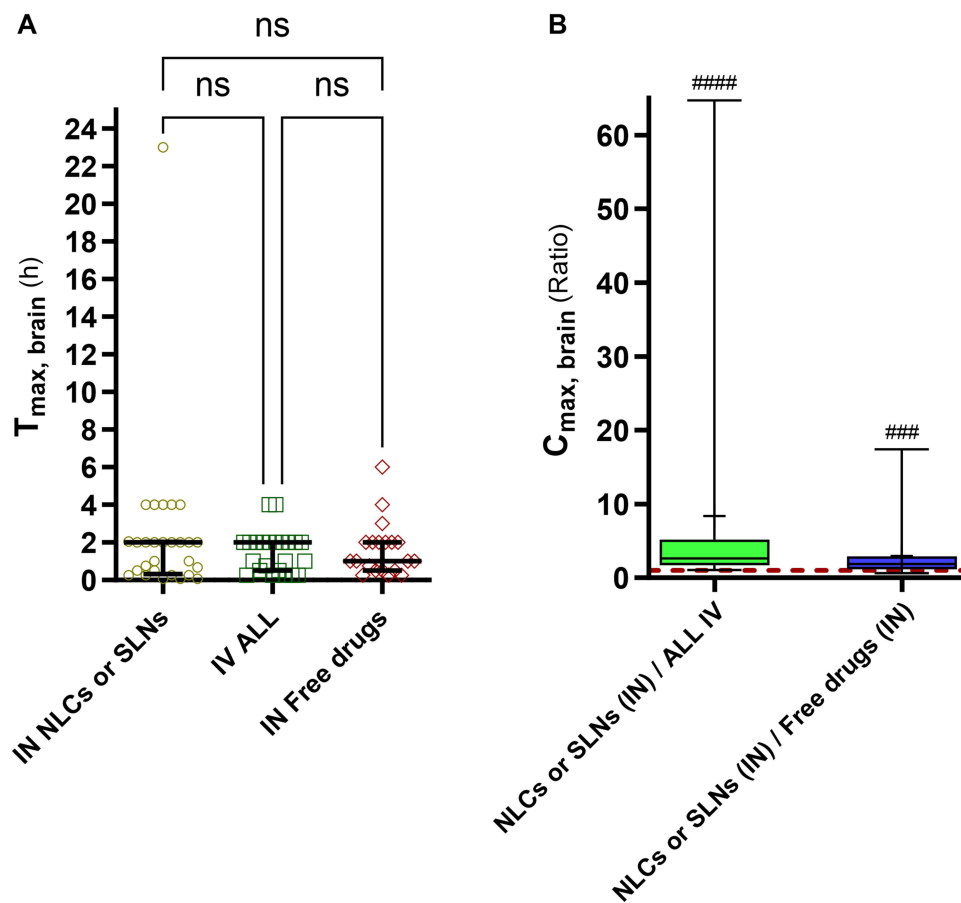 A
ns
ns
ns
T max, brain (h)
24
22
20
18
16
14
12
10
8
6
4
2
0
IN NLCs or SLNs
IV ALL
IN Free drugs
B
####
###
C max, brain (Ratio)
60
50
40
30
20
10
0
NLCs or SLNs (IN) / ALL IV
NLCs or SLNs (IN) / Free drugs (IN)